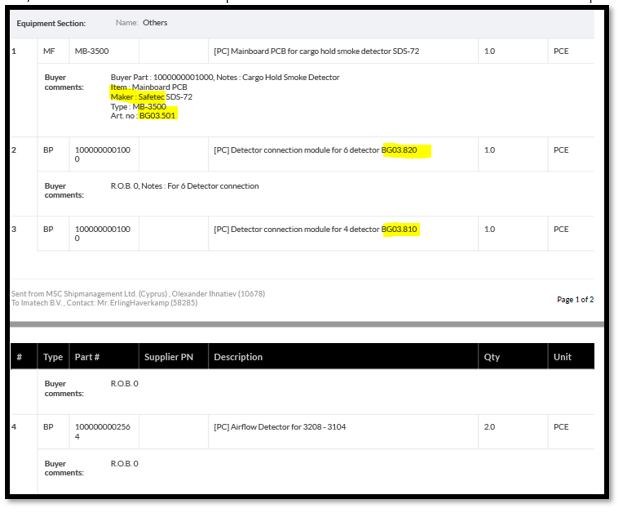 Equipment Section: Name: Others
1 MF MB-3500 [PC] Mainboard PCB for cargo hold smoke detector SDS-72 1.0 PCE
Buyer comments: Buyer Part : 1000000001000, Notes : Cargo Hold Smoke Detector
Item : Mainboard PCB
Maker : Safetec SDS-72
Type : MB-3500
Art. no : BG03.501
2 BP 100000000100 [PC] Detector connection module for 6 detector BG03.820 1.0 PCE
0
Buyer comments: R.O.B. 0, Notes : For 6 Detector connection
3 BP 100000000100 [PC] Detector connection module for 4 detector BG03.810 1.0 PCE
0
Sent from MSC Shipmanagement Ltd. (Cyprus) , Olexander Ihnatiev (10678)
To Imatech B.V. , Contact: Mr. ErlingHaverkamp (58285)
Page 1 of 2
# Type Part # Supplier PN Description Qty Unit
Buyer comments: R.O.B. 0
4 BP 100000000256 [PC] Airflow Detector for 3208 - 3104 2.0 PCE
4
Buyer comments: R.O.B. 0